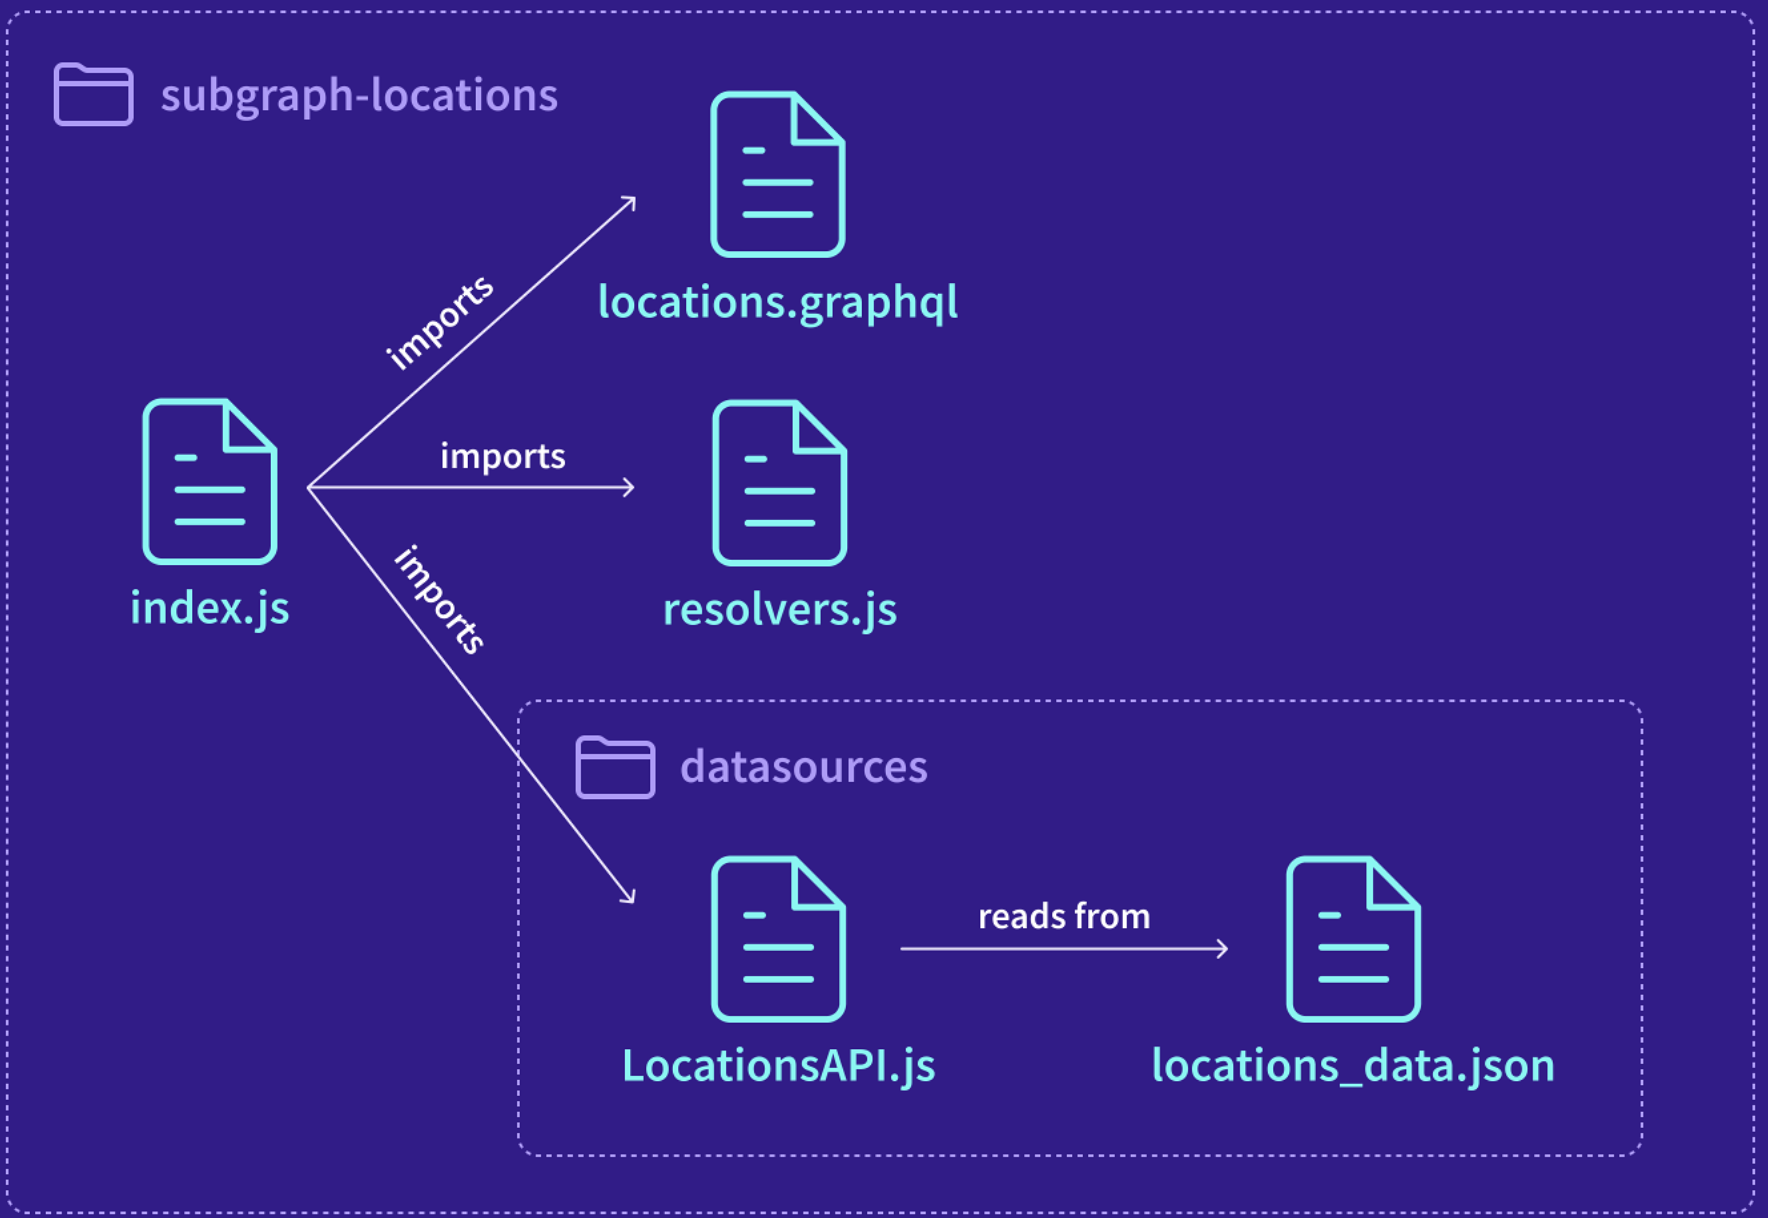 subgraph-locations
locations.graphql
imports
imports
index.js
resolvers.js
imports
datasources
reads from
LocationsAPI.js
locations_data.json